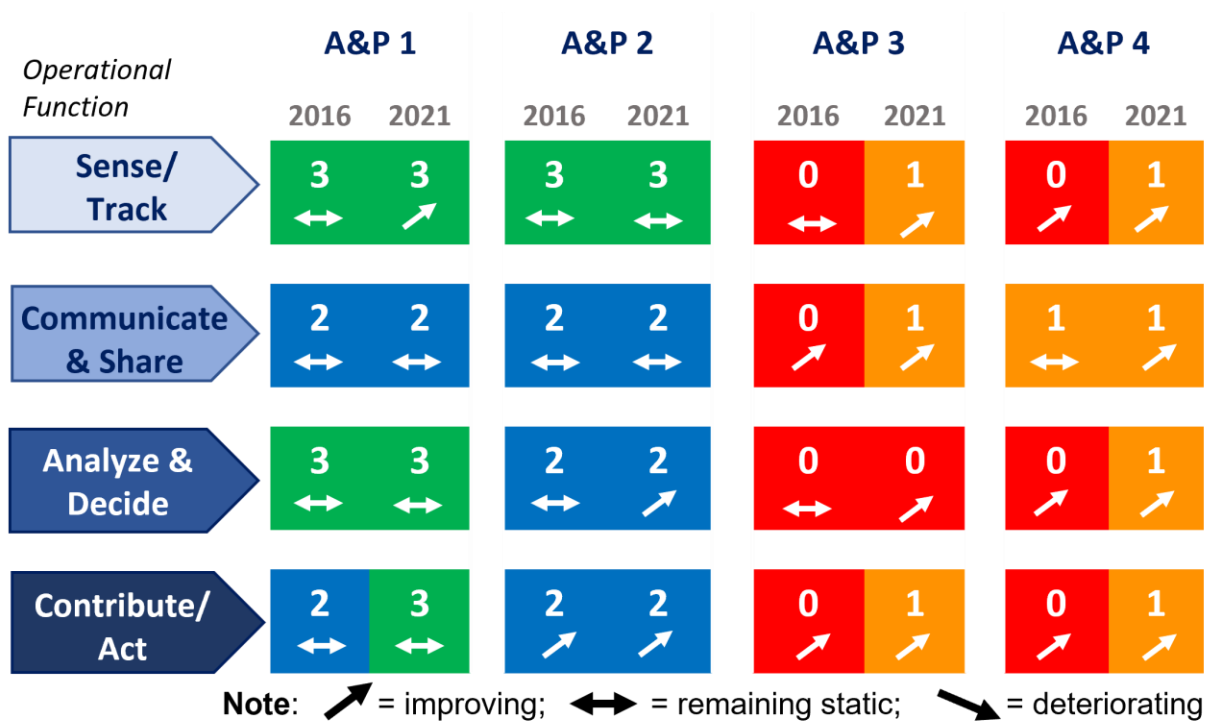 A&P 1 A&P 2 A&P 3 A&P 4
Operational
Function
2016 2021 2016 2021 2016 2021 2016 2021
Sense/
Track
3 3 3 3 0 1 0 1
Communicate
& Share
2 2 2 2 0 1 1 1
Analyze &
Decide
3 3 2 2 0 0 0 1
Contribute/
Act
2 3 2 2 0 1 0 1
Note: = improving; = remaining static; = deteriorating